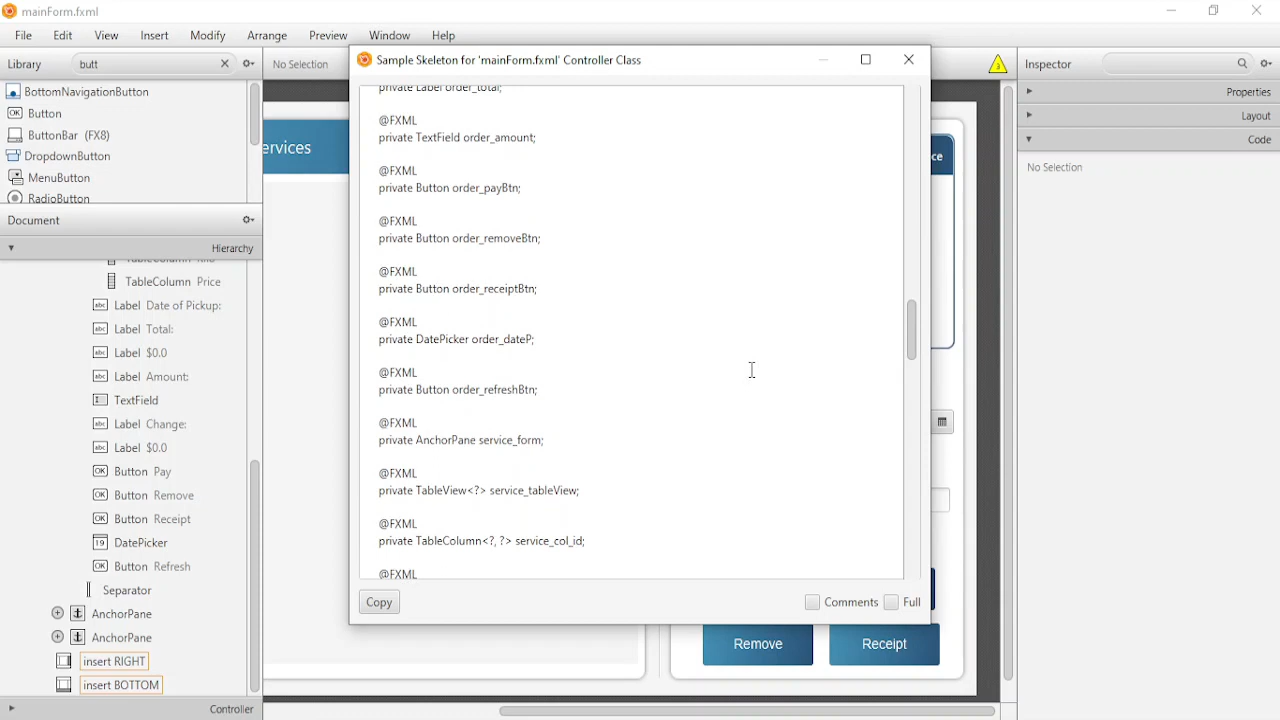 mainForm.fxml
File Edit View Insert Modify Arrange Preview Window Help
Library butt
No Selection
Sample Skeleton for 'mainForm.fxml' Controller Class
Inspector
BottomNavigationButton
Button
ButtonBar (FX8)
DropdownButton
MenuButton
RadioButton
Document
Hierarchy
TableColumn
TableColumn Price
Label Date of Pickup:
Label Total:
Label $0.0
Label Amount:
TextField
Label Change:
Label $0.0
Button Pay
Button Remove
Button Receipt
DatePicker
Button Refresh
Separator
AnchorPane
AnchorPane
insert RIGHT
insert BOTTOM
Controller
ervices
private Label order_total;
@FXML
private TextField order_amount;
@FXML
private Button order_payBtn;
@FXML
private Button order_removeBtn;
@FXML
private Button order_receiptBtn;
@FXML
private DatePicker order_dateP;
@FXML
private Button order_refreshBtn;
@FXML
private AnchorPane service_form;
@FXML
private TableView<?> service_tableView;
@FXML
private TableColumn<?, ?> service_col_id;
@FXML
Copy
Comments Full
ce
Remove Receipt
Properties
Layout
Code
No Selection